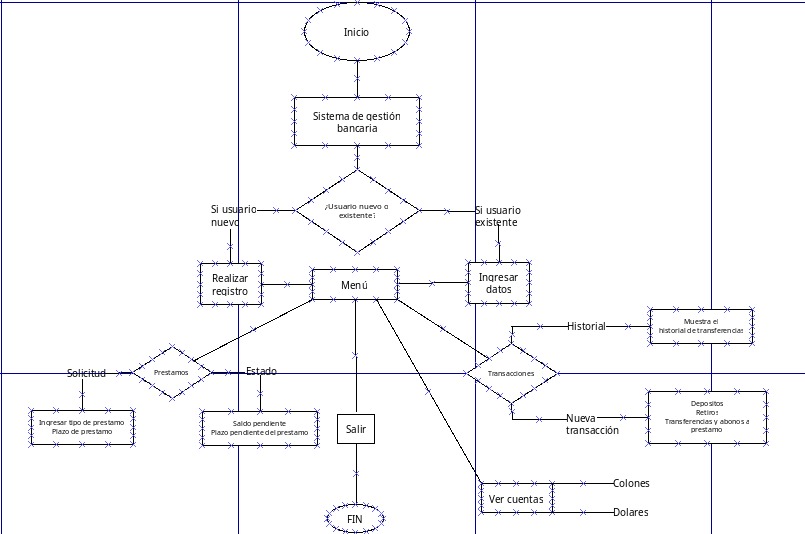 Inicio
Sistema de gestión
bancaria
¿Usuario nuevo o
existente?
Si usuario
nuevo
Si usuario
existente
Realizar
registro
Menú
Ingresar
datos
Historial
Muestra el
historial de transferencias
Solicitud
Prestamos
Estado
Transacciones
Ingresar tipo de prestamo
Plazo de prestamo
Saldo pendiente
Plazo pendiente del prestamo
Salir
Nueva
transacción
Depositos
Retiros
Transferencias y abonos a
prestamo
Ver cuentas
Colones
Dolares
FIN